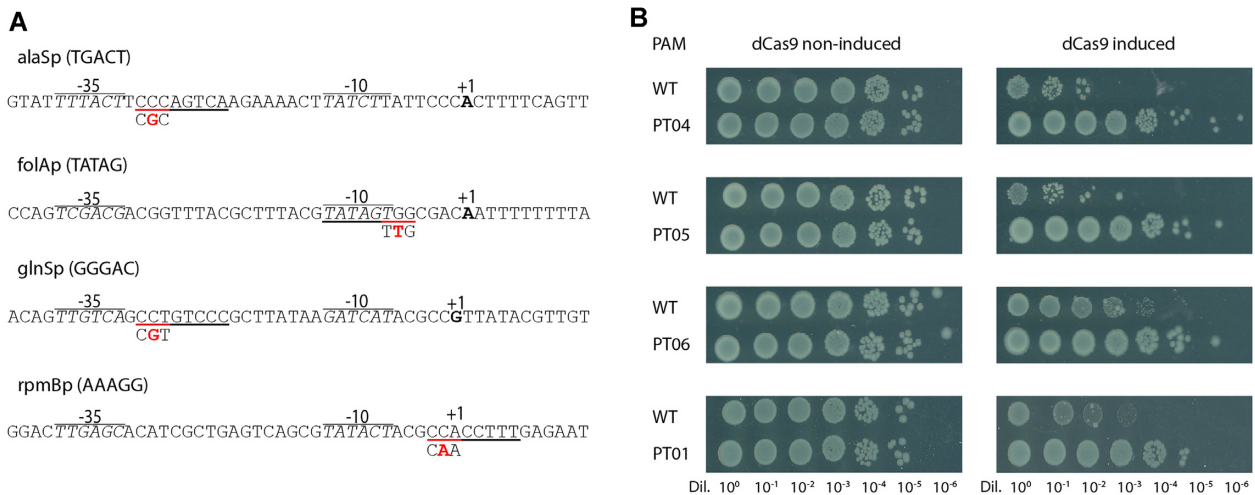 A
alaSp (TGACT)
-35 -10 +1
GTATTTTACTTCCCAGTCAAGAAAACTTATCTTATTCCCACTTTTCAGTT
CGC
folAp (TATAG)
-35 -10 +1
CCAGTCGACGACGGTTTACGCTTTACGTATAGTGGCGACAATTTTTTTTA
TTG
glnSp (GGGAC)
-35 -10 +1
ACAGTTGTCAGCCTGTCCCGCTTATAAGATCATACGCCGTTATACGTTGT
CGT
rpmBp (AAAGG)
-35 -10 +1
GGACTTGAGCACATCGCTGAGTCAGCGTATACTACGCCACCTTTGAGAAT
CAA
B
PAM dCas9 non-induced dCas9 induced
WT
PT04
WT
PT05
WT
PT06
WT
PT01
Dil. 10⁰ 10⁻¹ 10⁻² 10⁻³ 10⁻⁴ 10⁻⁵ 10⁻⁶ Dil. 10⁰ 10⁻¹ 10⁻² 10⁻³ 10⁻⁴ 10⁻⁵ 10⁻⁶